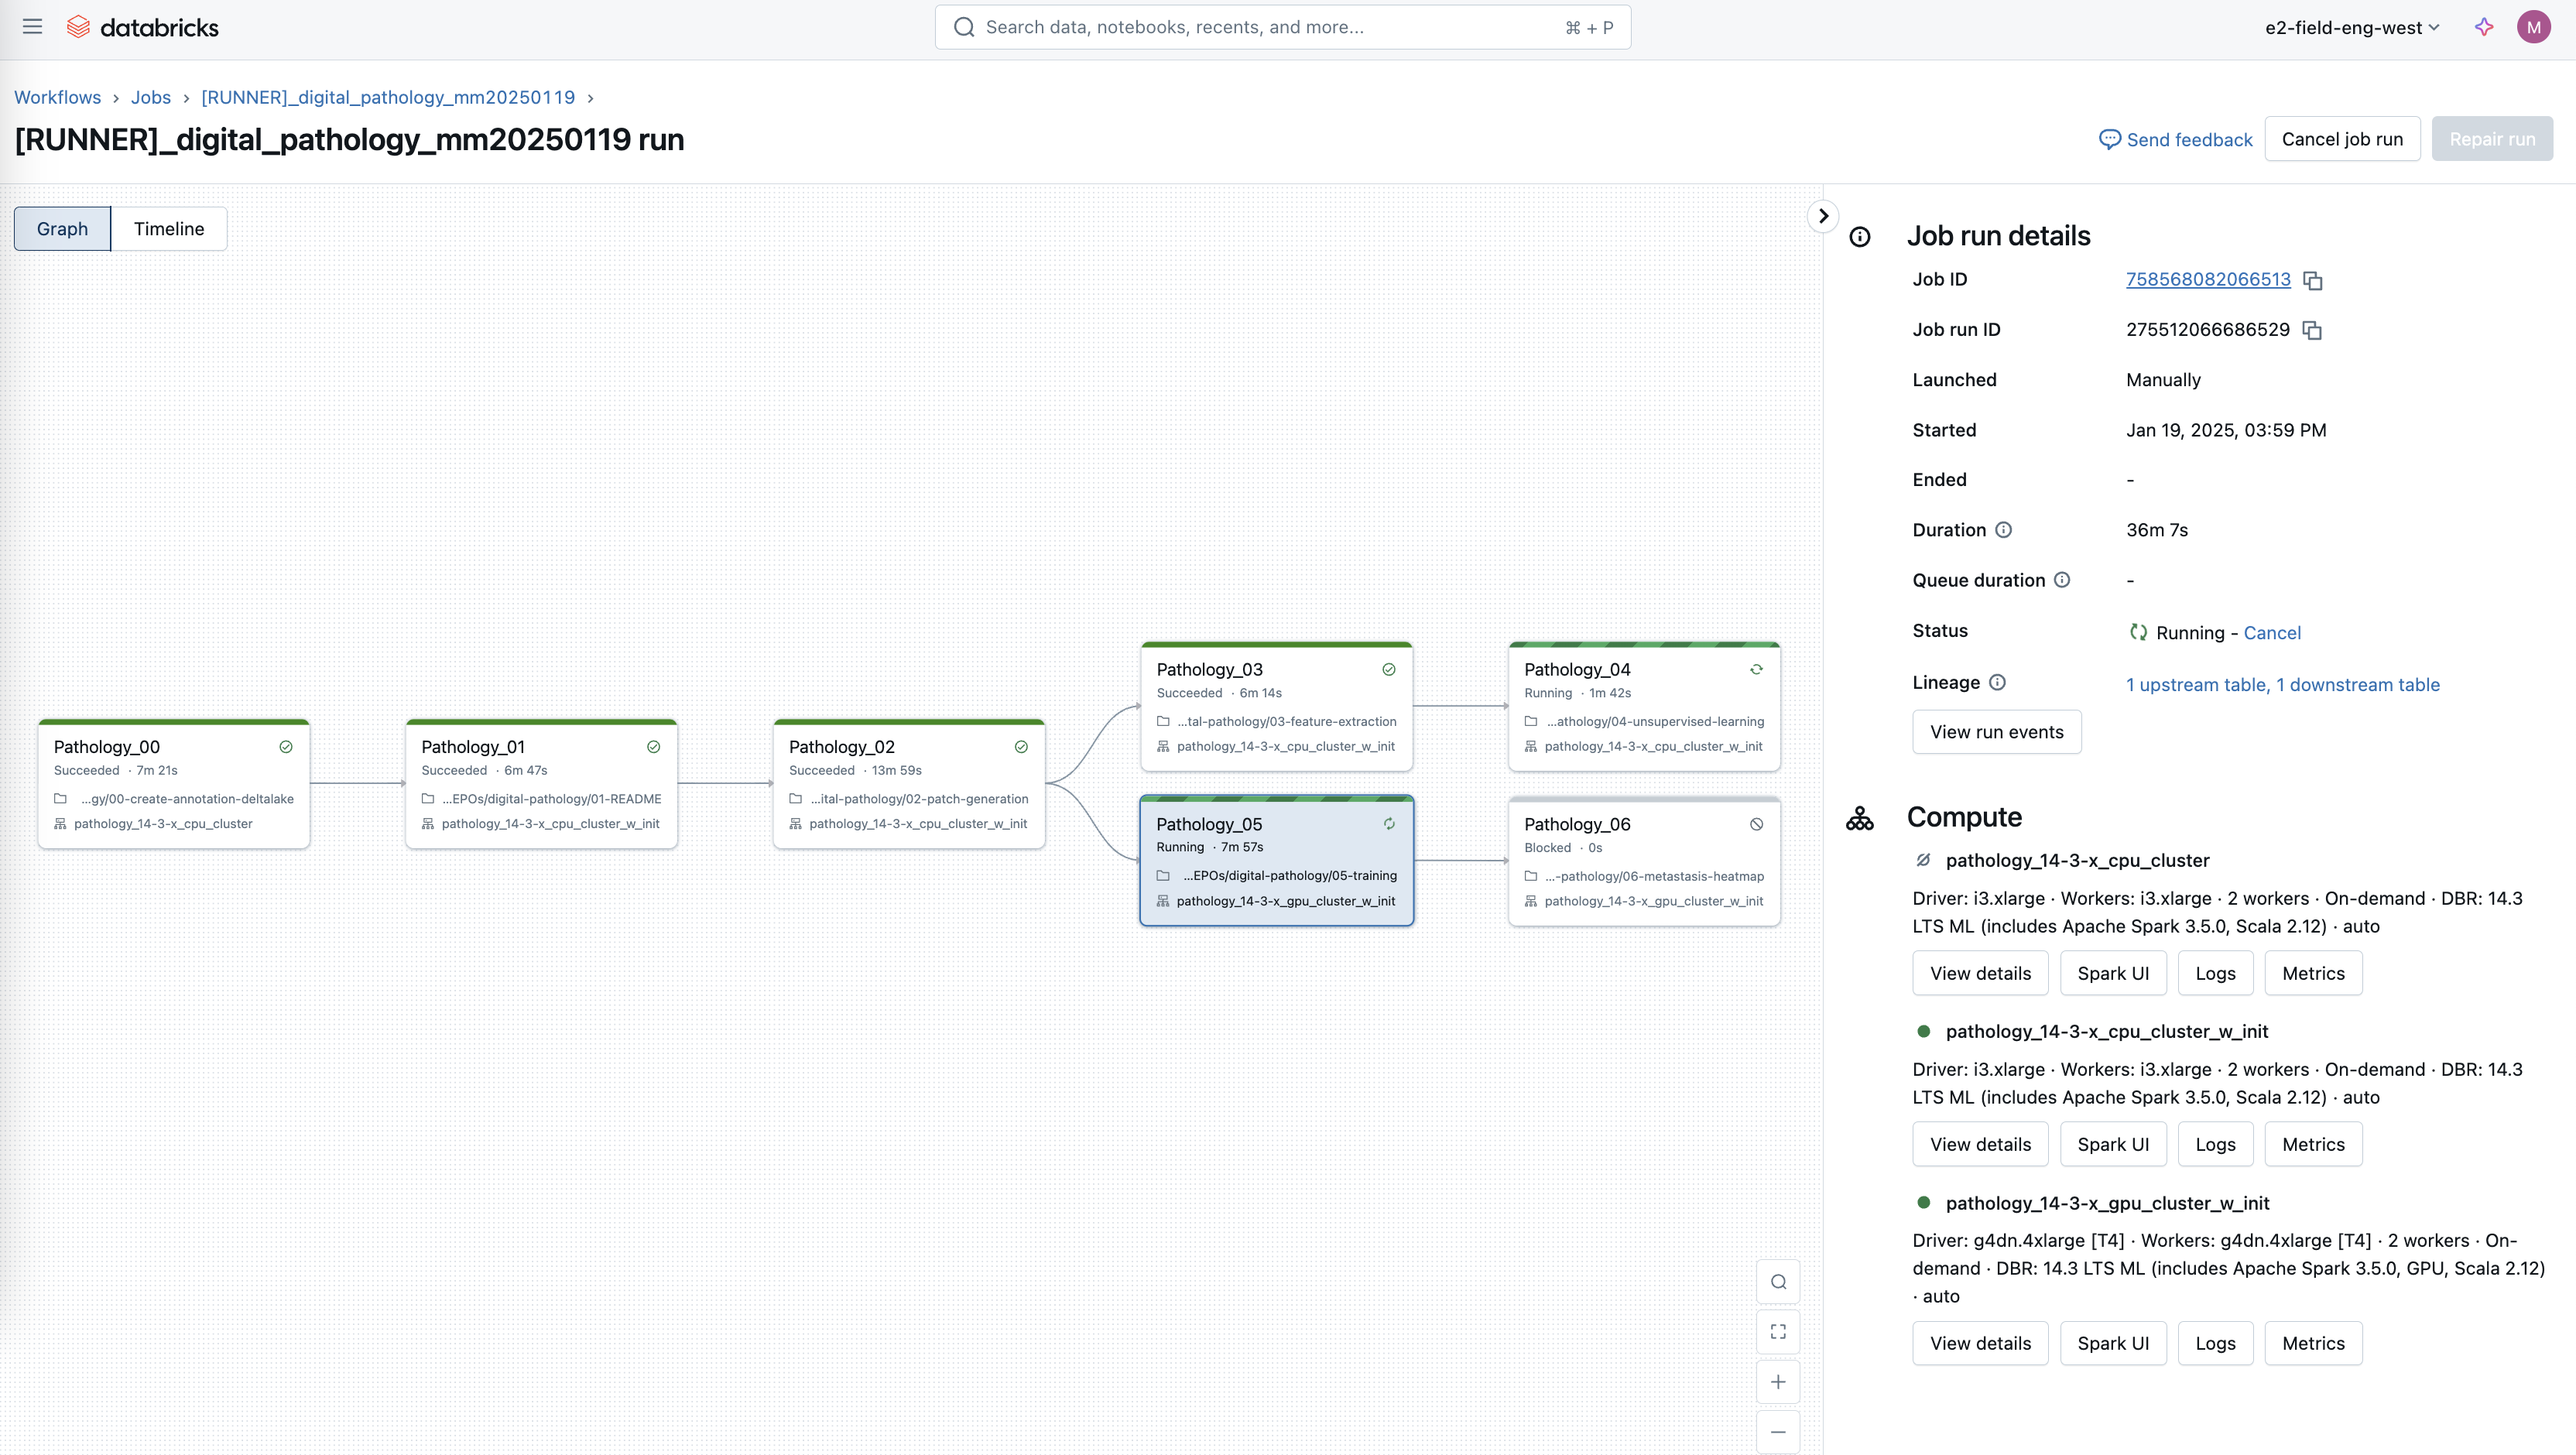 databricks
Search data, notebooks, recents, and more...
⌘ + P
e2-field-eng-west
M
Workflows › Jobs › [RUNNER]_digital_pathology_mm20250119 ›
[RUNNER]_digital_pathology_mm20250119 run
Send feedback
Cancel job run
Repair run
Graph
Timeline
Pathology_00
Succeeded · 7m 21s
...gy/00-create-annotation-deltalake
pathology_14-3-x_cpu_cluster
Pathology_01
Succeeded · 6m 47s
...EPOs/digital-pathology/01-README
pathology_14-3-x_cpu_cluster_w_init
Pathology_02
Succeeded · 13m 59s
...ital-pathology/02-patch-generation
pathology_14-3-x_cpu_cluster_w_init
Pathology_03
Succeeded · 6m 14s
...tal-pathology/03-feature-extraction
pathology_14-3-x_cpu_cluster_w_init
Pathology_04
Running · 1m 42s
...athology/04-unsupervised-learning
pathology_14-3-x_cpu_cluster_w_init
Pathology_05
Running · 7m 57s
...EPOs/digital-pathology/05-training
pathology_14-3-x_gpu_cluster_w_init
Pathology_06
Blocked · 0s
...-pathology/06-metastasis-heatmap
pathology_14-3-x_gpu_cluster_w_init
Job run details
Job ID 758568082066513
Job run ID 275512066686529
Launched Manually
Started Jan 19, 2025, 03:59 PM
Ended -
Duration 36m 7s
Queue duration -
Status Running - Cancel
Lineage 1 upstream table, 1 downstream table
View run events
Compute
pathology_14-3-x_cpu_cluster
Driver: i3.xlarge · Workers: i3.xlarge · 2 workers · On-demand · DBR: 14.3
LTS ML (includes Apache Spark 3.5.0, Scala 2.12) · auto
View details Spark UI Logs Metrics
pathology_14-3-x_cpu_cluster_w_init
Driver: i3.xlarge · Workers: i3.xlarge · 2 workers · On-demand · DBR: 14.3
LTS ML (includes Apache Spark 3.5.0, Scala 2.12) · auto
View details Spark UI Logs Metrics
pathology_14-3-x_gpu_cluster_w_init
Driver: g4dn.4xlarge [T4] · Workers: g4dn.4xlarge [T4] · 2 workers · On-
demand · DBR: 14.3 LTS ML (includes Apache Spark 3.5.0, GPU, Scala 2.12)
· auto
View details Spark UI Logs Metrics